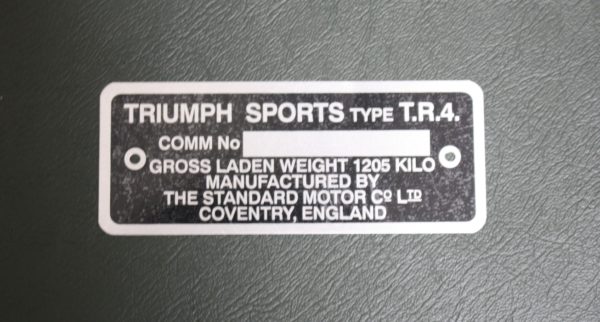 TRIUMPH SPORTS TYPE T.R.4.
COMM No
GROSS LADEN WEIGHT 1205 KILO
MANUFACTURED BY
THE STANDARD MOTOR Cº LTD
COVENTRY, ENGLAND